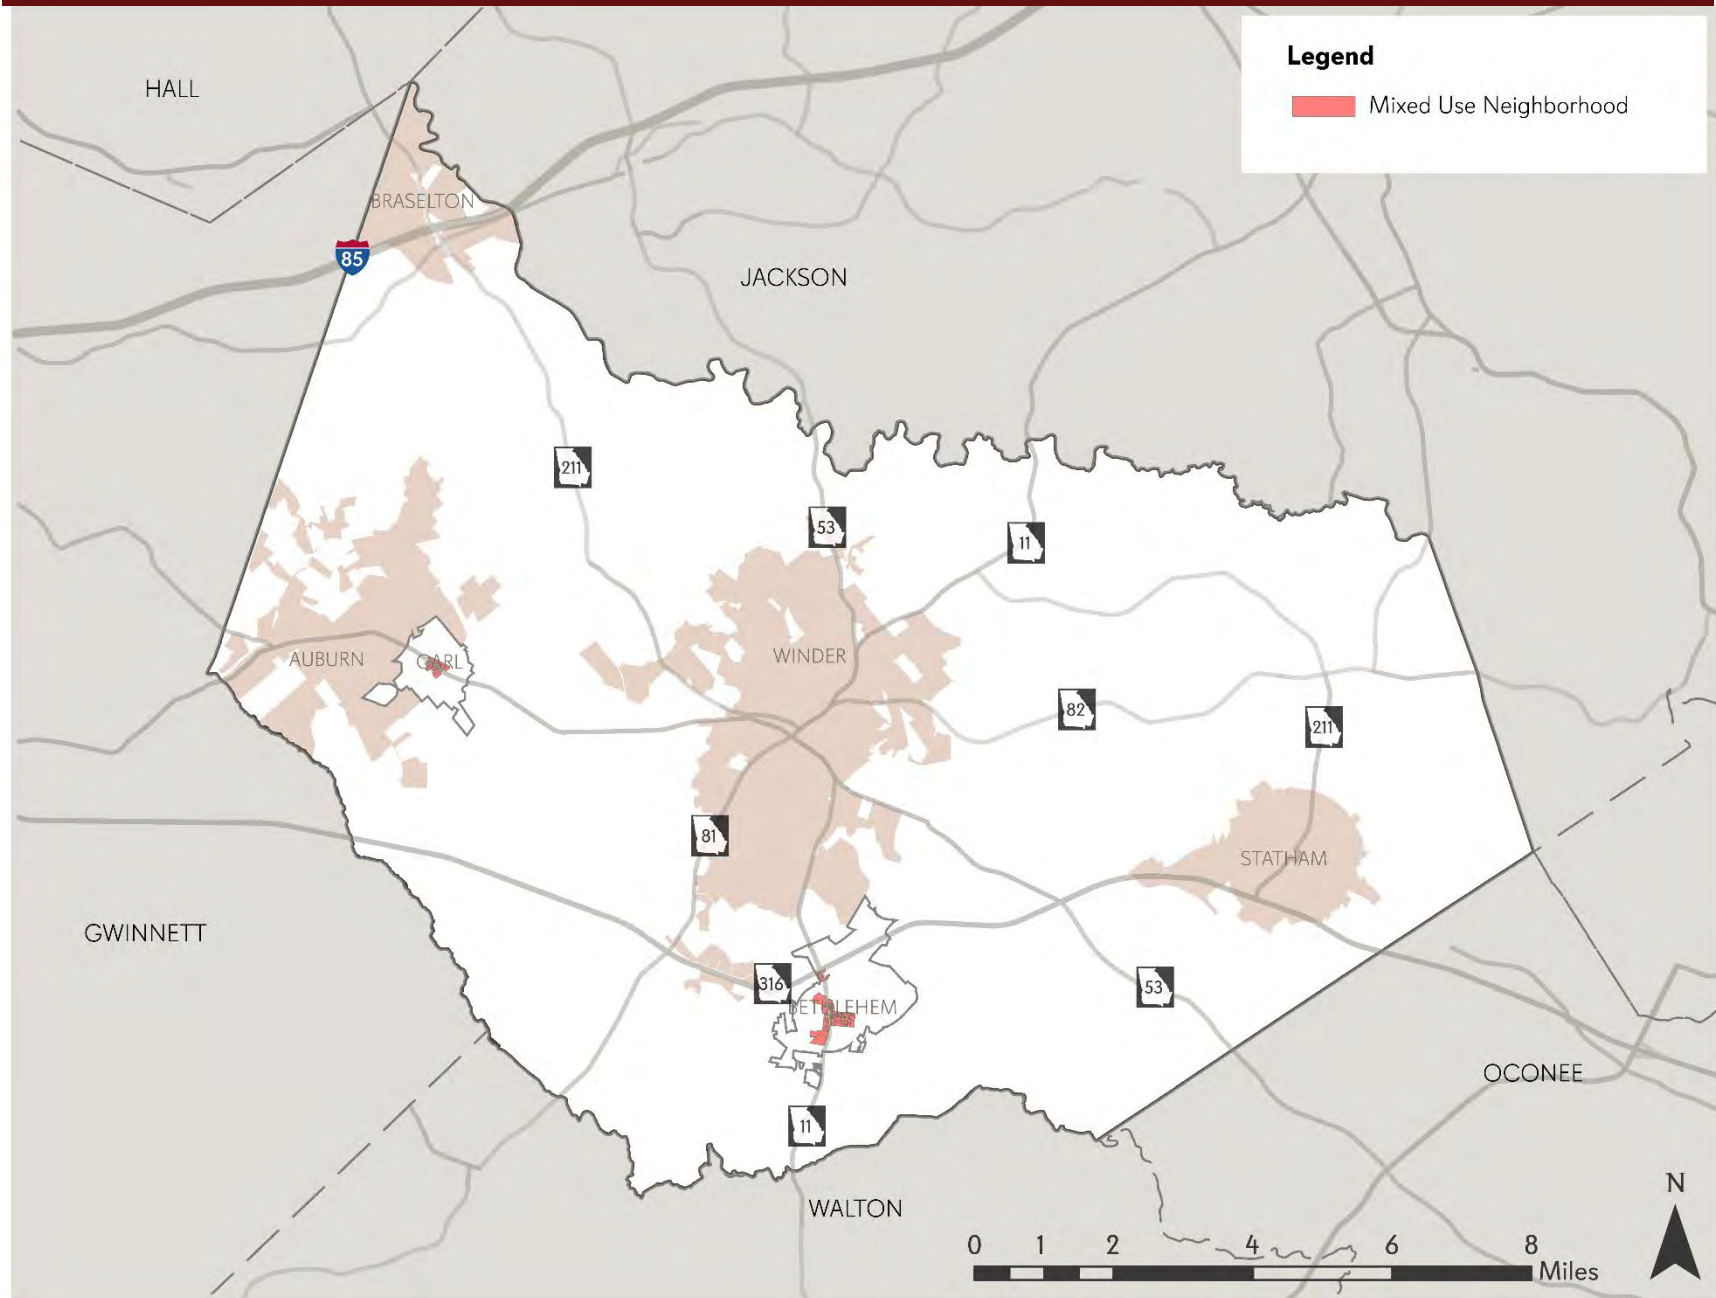 Legend
Mixed Use Neighborhood
HALL
BRASELTON
85
JACKSON
211
53
11
AUBURN
CARL
WINDER
82
211
81
STATHAM
GWINNETT
316
BETHLEHEM
53
OCONEE
11
WALTON
N
0 1 2 4 6 8
Miles